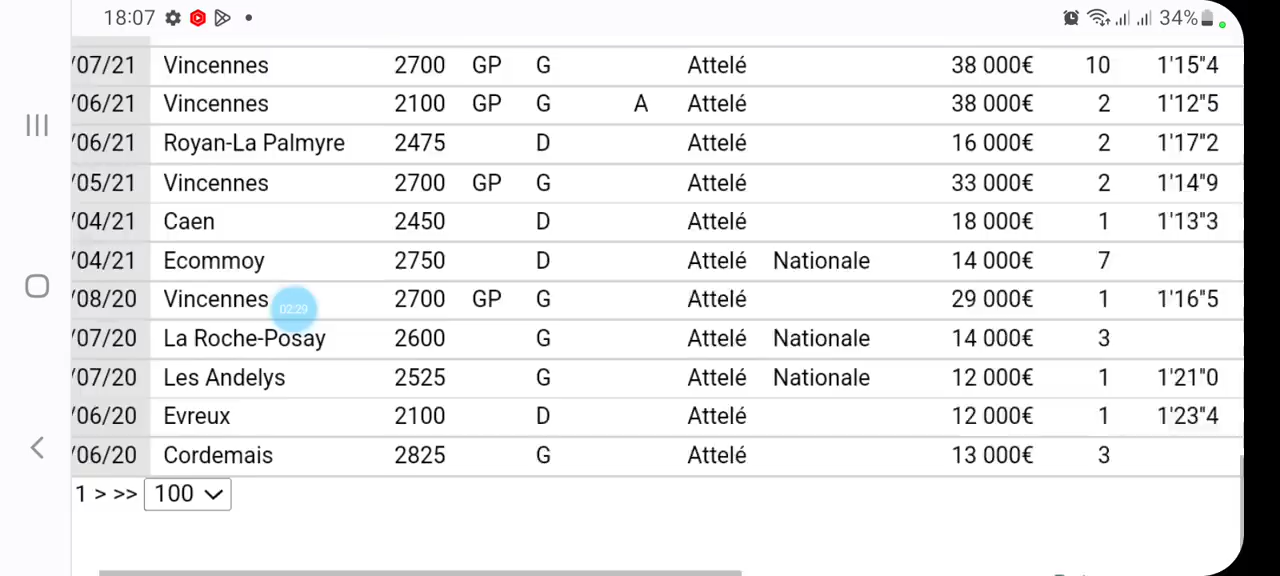 18:07 34%
/07/21 Vincennes 2700 GP G Attelé 38 000€ 10 1'15"4
/06/21 Vincennes 2100 GP G A Attelé 38 000€ 2 1'12"5
/06/21 Royan-La Palmyre 2475 D Attelé 16 000€ 2 1'17"2
/05/21 Vincennes 2700 GP G Attelé 33 000€ 2 1'14"9
/04/21 Caen 2450 D Attelé 18 000€ 1 1'13"3
/04/21 Ecommoy 2750 D Attelé Nationale 14 000€ 7
/08/20 Vincennes 2700 GP G Attelé 29 000€ 1 1'16"5
02:29
/07/20 La Roche-Posay 2600 G Attelé Nationale 14 000€ 3
/07/20 Les Andelys 2525 G Attelé Nationale 12 000€ 1 1'21"0
/06/20 Evreux 2100 D Attelé 12 000€ 1 1'23"4
/06/20 Cordemais 2825 G Attelé 13 000€ 3
1 > >> 100